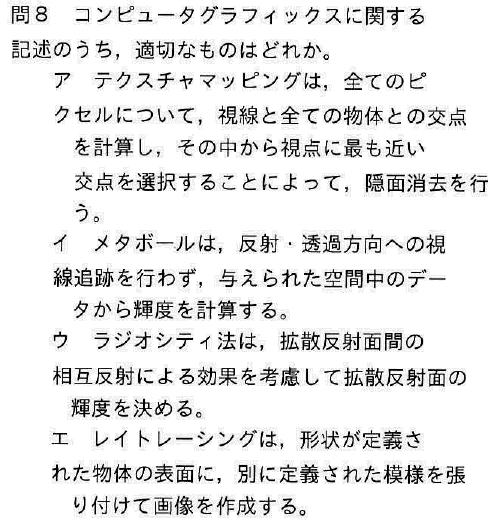 問８　コンピュータグラフィックスに関する
記述のうち，適切なものはどれか。
ア　テクスチャマッピングは，全てのピ
クセルについて，視線と全ての物体との交点
を計算し，その中から視点に最も近い
交点を選択することによって，隠面消去を行
う。
イ　メタボールは，反射・透過方向への視
線追跡を行わず，与えられた空間中のデー
タから輝度を計算する。
ウ　ラジオシティ法は，拡散反射面間の
相互反射による効果を考慮して拡散反射面の
輝度を決める。
エ　レイトレーシングは，形状が定義さ
れた物体の表面に，別に定義された模様を張
り付けて画像を作成する。